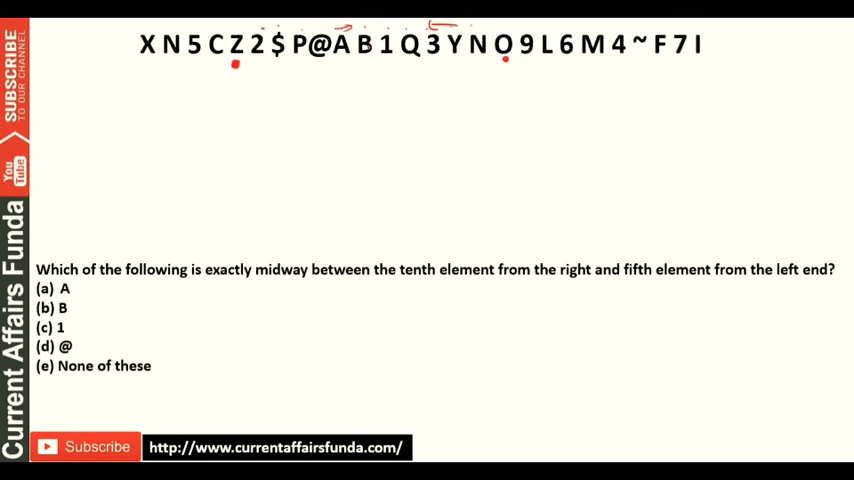 X N 5 C Z 2 $ P @ A B 1 Q 3 Y N O 9 L 6 M 4 ~ F 7 I
SUBSCRIBE
TO OUR CHANNEL
You Tube
Current Affairs Funda
Which of the following is exactly midway between the tenth element from the right and fifth element from the left end?
(a) A
(b) B
(c) 1
(d) @
(e) None of these
Subscribe
http://www.currentaffairsfunda.com/